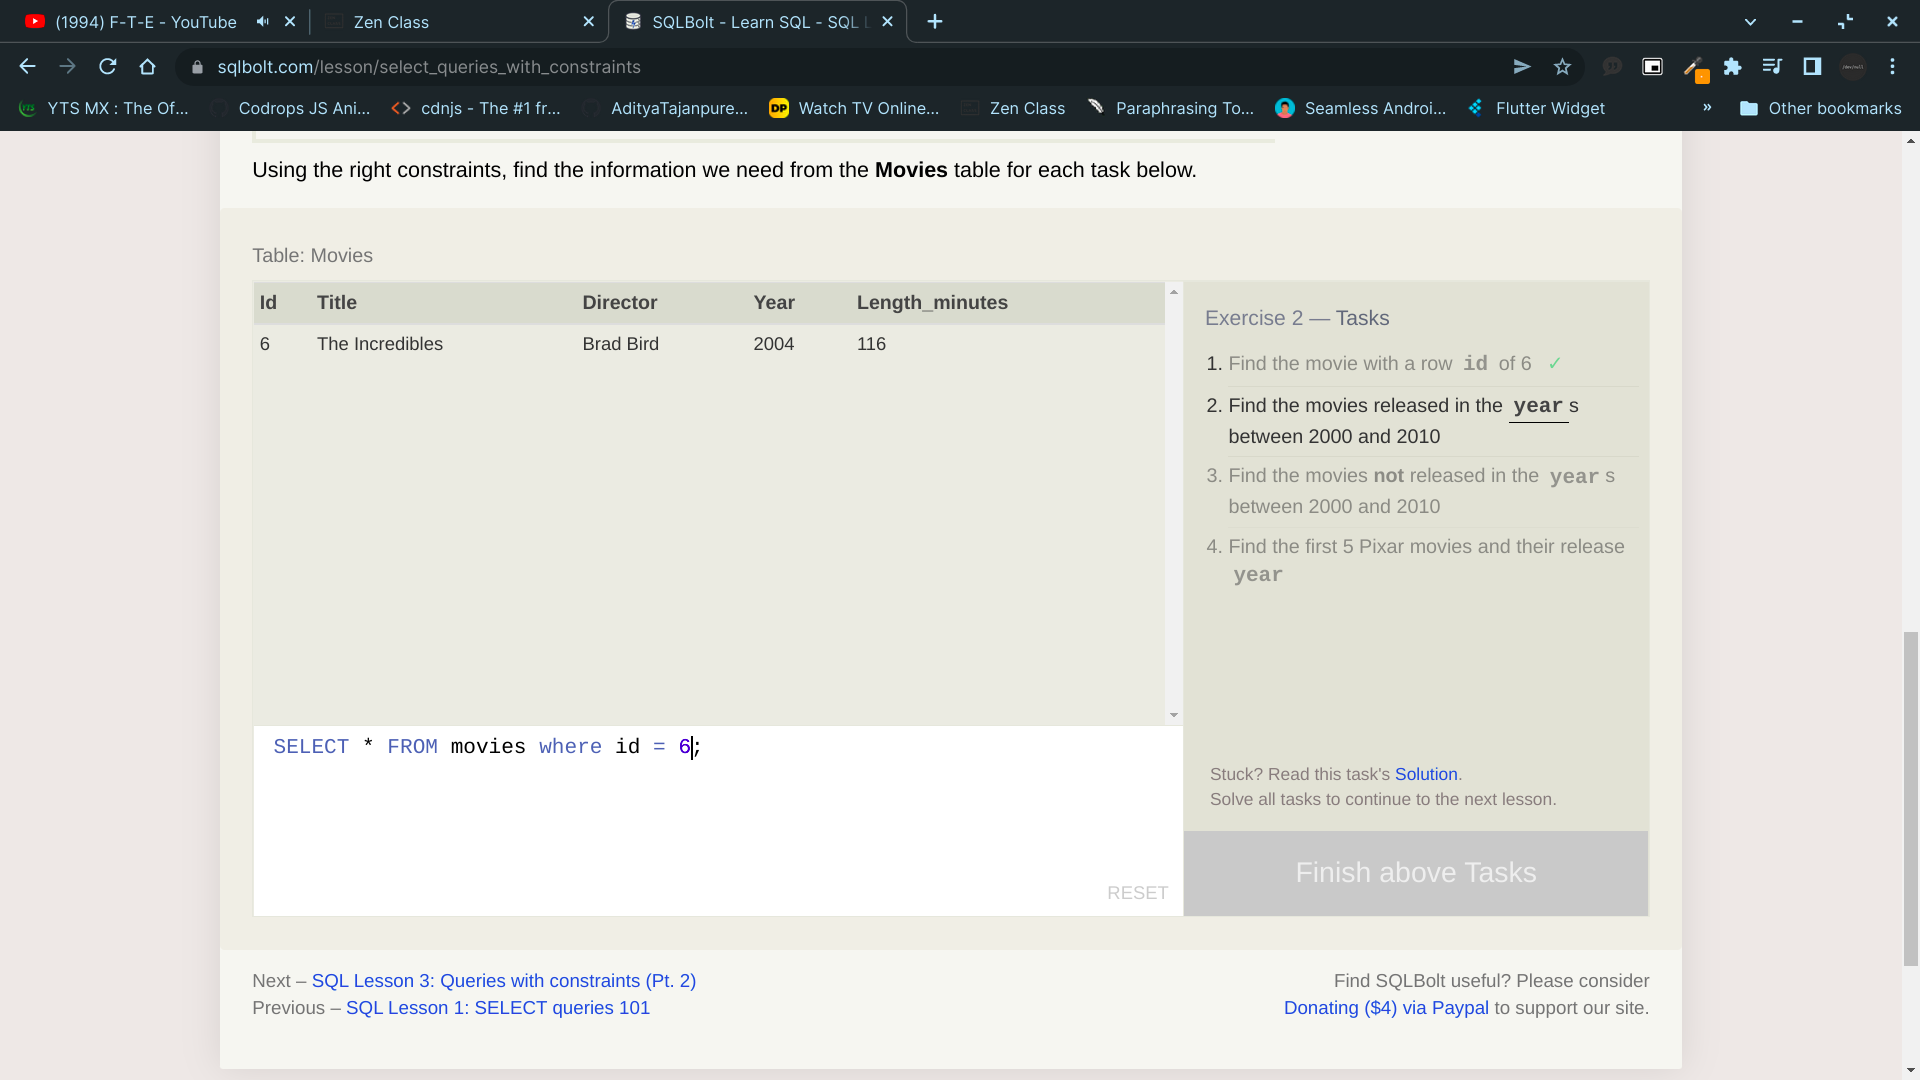 (1994) F-T-E - YouTube
Zen Class
SQLBolt - Learn SQL - SQL L
sqlbolt.com/lesson/select_queries_with_constraints
YTS MX : The Of...
Codrops JS Ani...
cdnjs - The #1 fr...
AdityaTajanpure...
DP
Watch TV Online...
Zen Class
Paraphrasing To...
Seamless Androi...
Flutter Widget
»
Other bookmarks
Using the right constraints, find the information we need from the Movies table for each task below.
Table: Movies
Id Title Director Year Length_minutes
6 The Incredibles Brad Bird 2004 116
SELECT * FROM movies where id = 6;
RESET
Exercise 2 — Tasks
1. Find the movie with a row id of 6 ✓
2. Find the movies released in the year s
between 2000 and 2010
3. Find the movies not released in the year s
between 2000 and 2010
4. Find the first 5 Pixar movies and their release
year
Stuck? Read this task's Solution.
Solve all tasks to continue to the next lesson.
Finish above Tasks
Next – SQL Lesson 3: Queries with constraints (Pt. 2)
Previous – SQL Lesson 1: SELECT queries 101
Find SQLBolt useful? Please consider
Donating ($4) via Paypal to support our site.